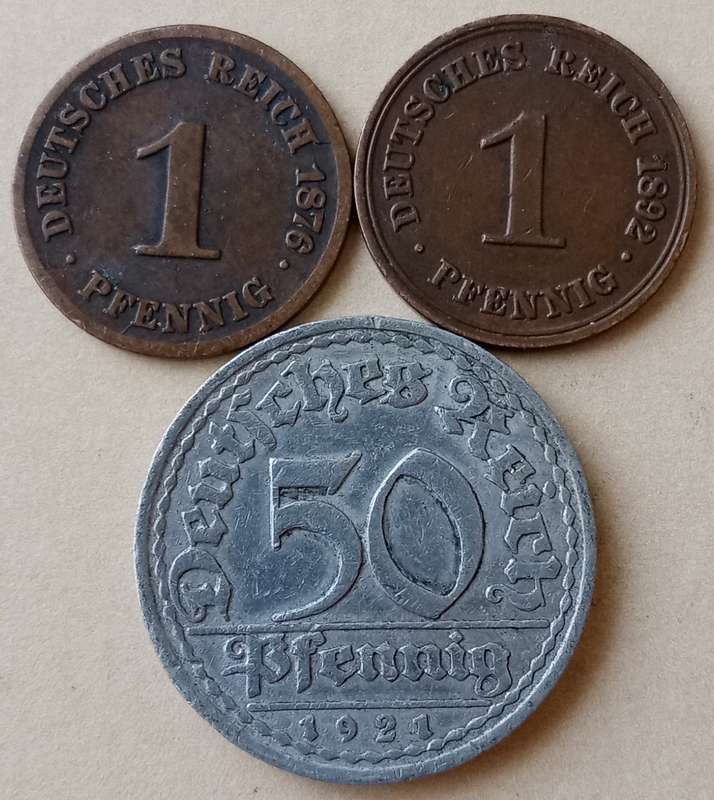 DEUTSCHES REICH 1876 ·
1
· PFENNIG
DEUTSCHES REICH 1892 ·
1
· PFENNIG
Deutsches Reich
50
Pfennig
1921